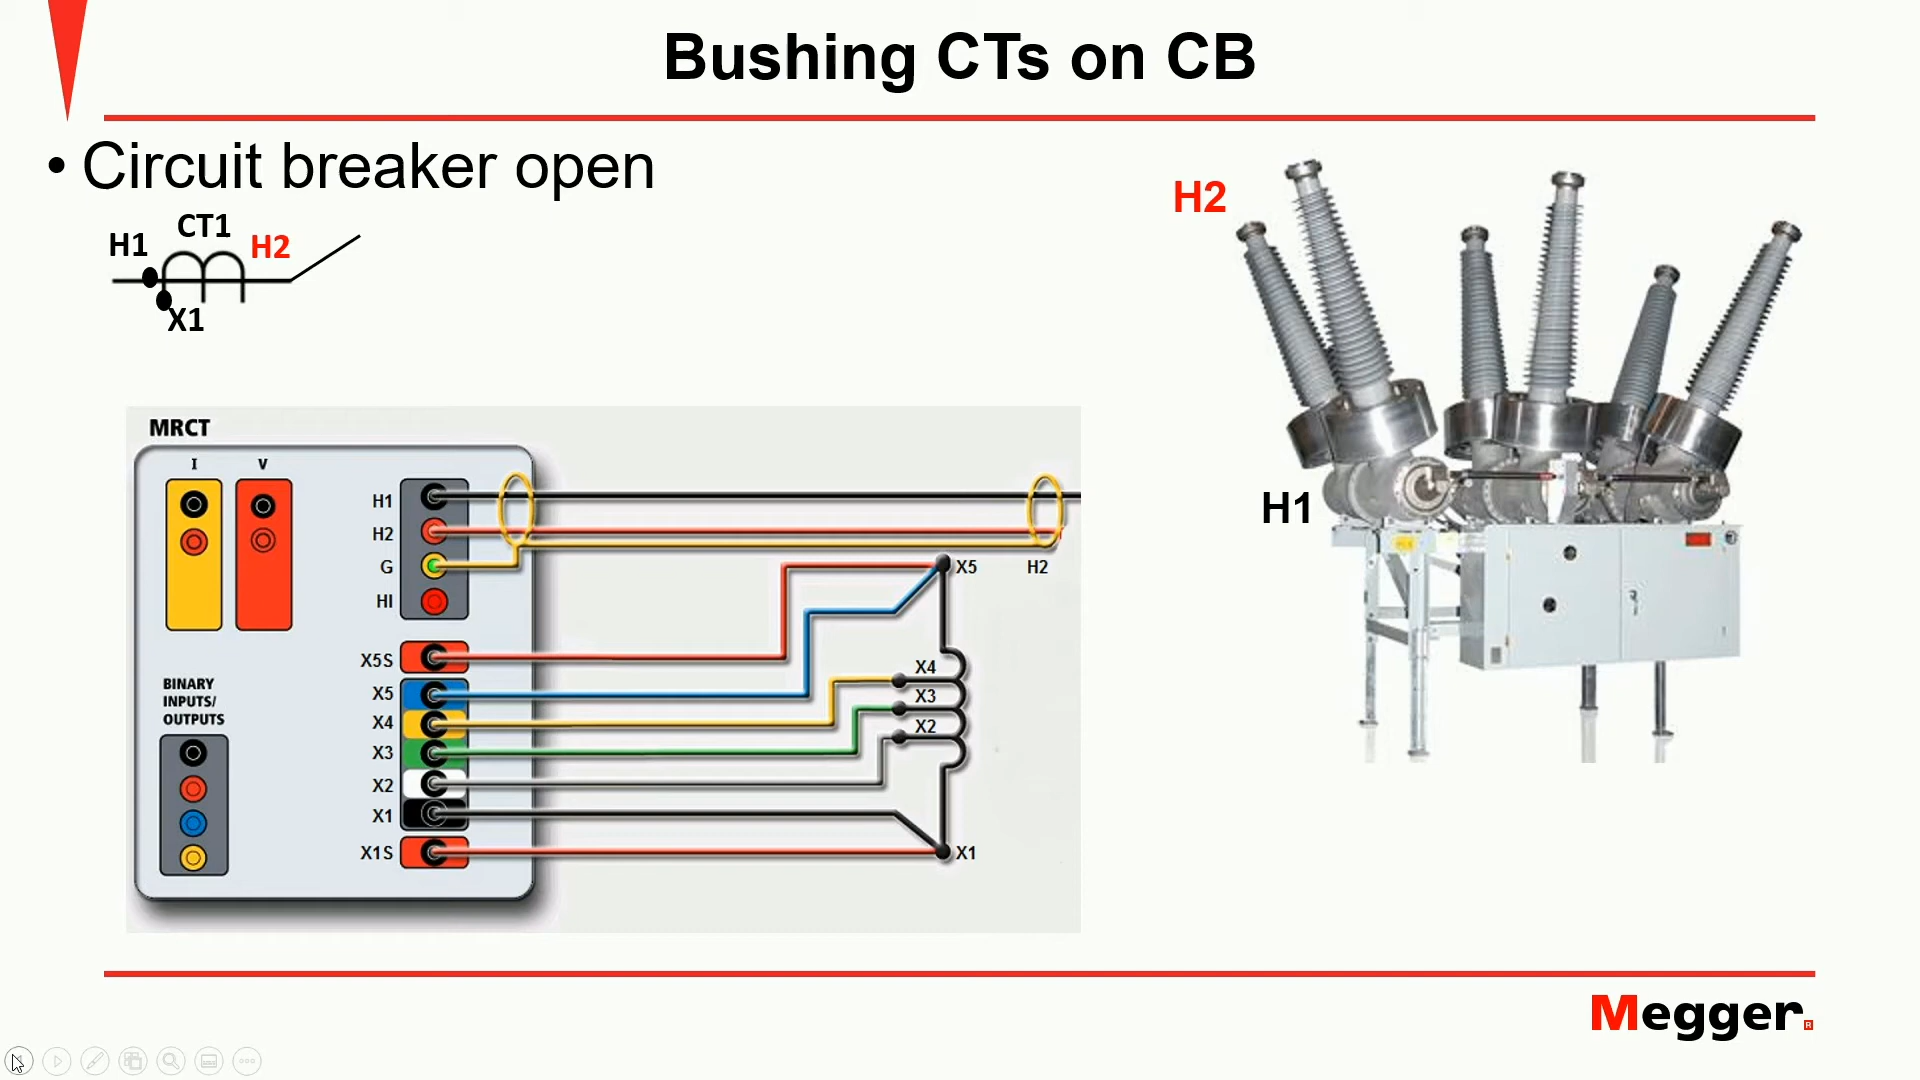 Bushing CTs on CB
• Circuit breaker open
CT1
H1
H2
X1
H2
H1
MRCT
I
V
H1
H2
G
HI
X5
H2
X5S
X4
X5
X3
BINARY
INPUTS/
OUTPUTS
X4
X2
X3
X2
X1
X1S
X1
Megger